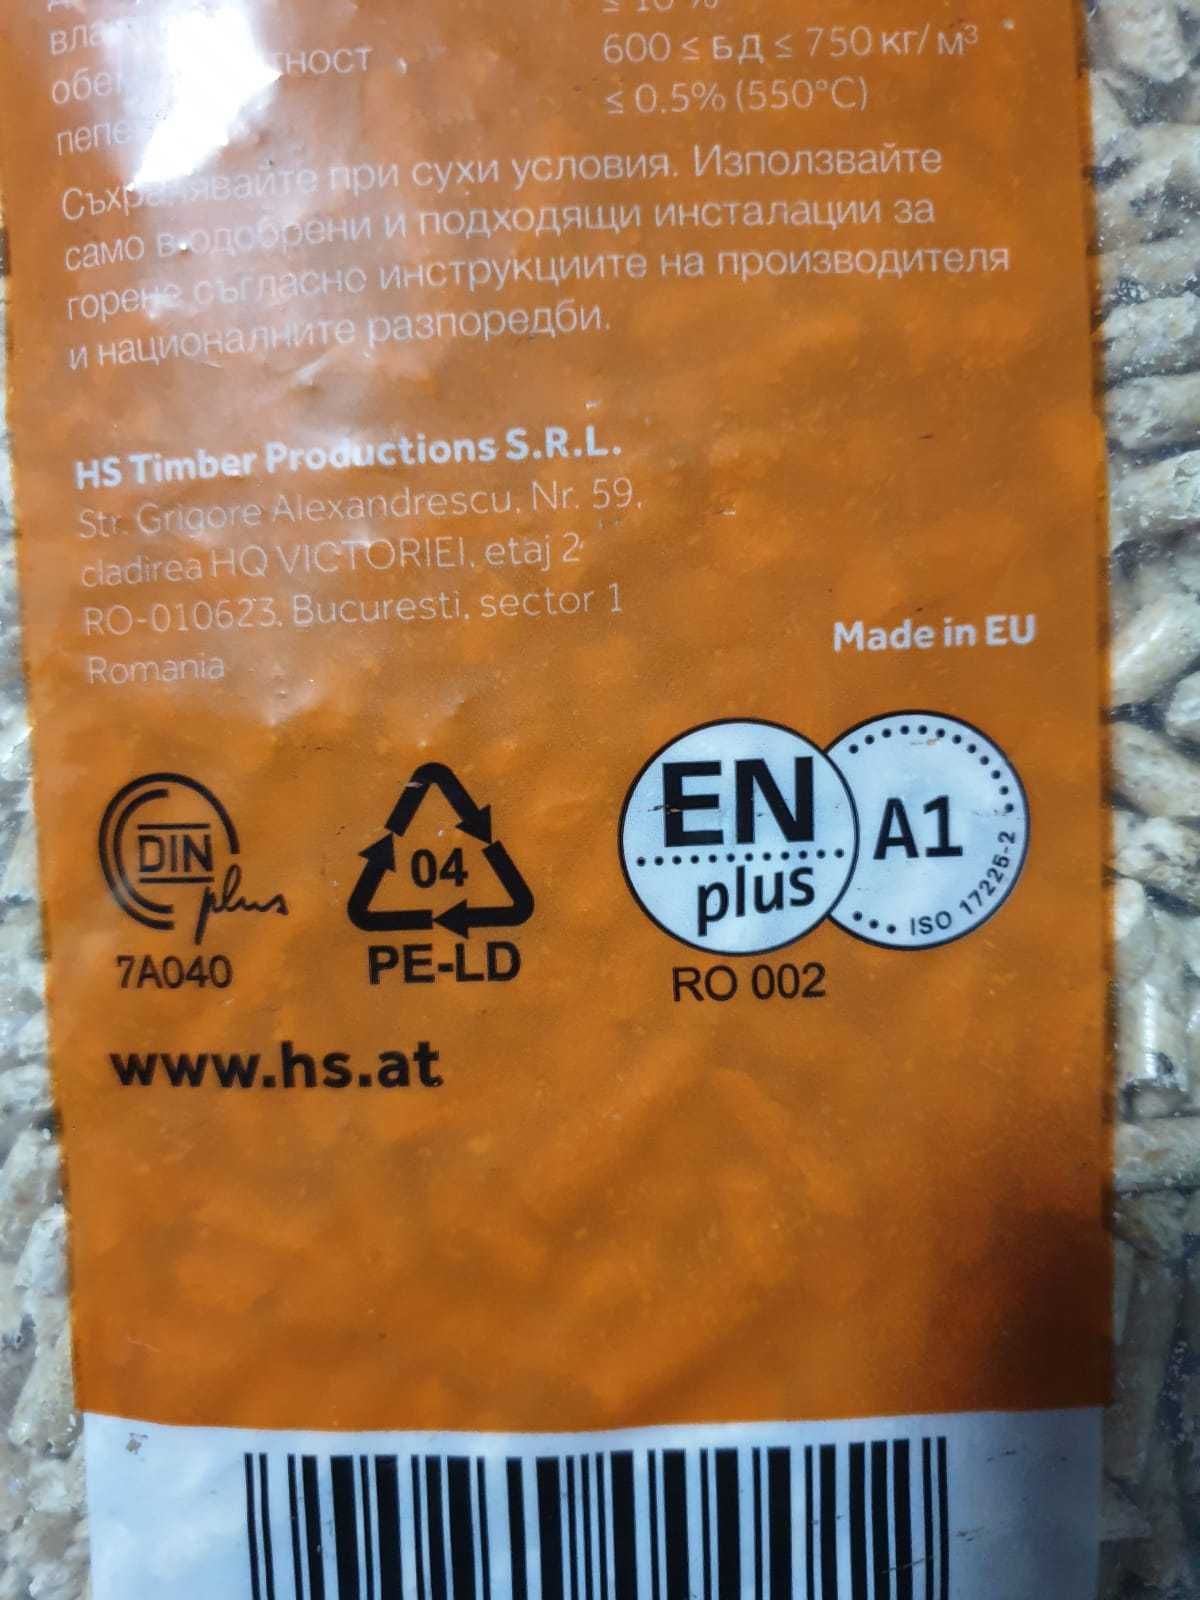 ≤ 10 %
600 ≤ БД ≤ 750 кг/м³
≤ 0.5% (550°C)
Съхранявайте при сухи условия. Използвайте
само в одобрени и подходящи инсталации за
горене съгласно инструкциите на производителя
и националните разпоредби.
HS Timber Productions S.R.L.
Str. Grigore Alexandrescu, Nr. 59,
cladirea HQ VICTORIEI, etaj 2
RO-010623, Bucuresti, sector 1
Romania
Made in EU
DIN
plus
7A040
04
PE-LD
EN
plus
A1
ISO 17225-2
RO 002
www.hs.at